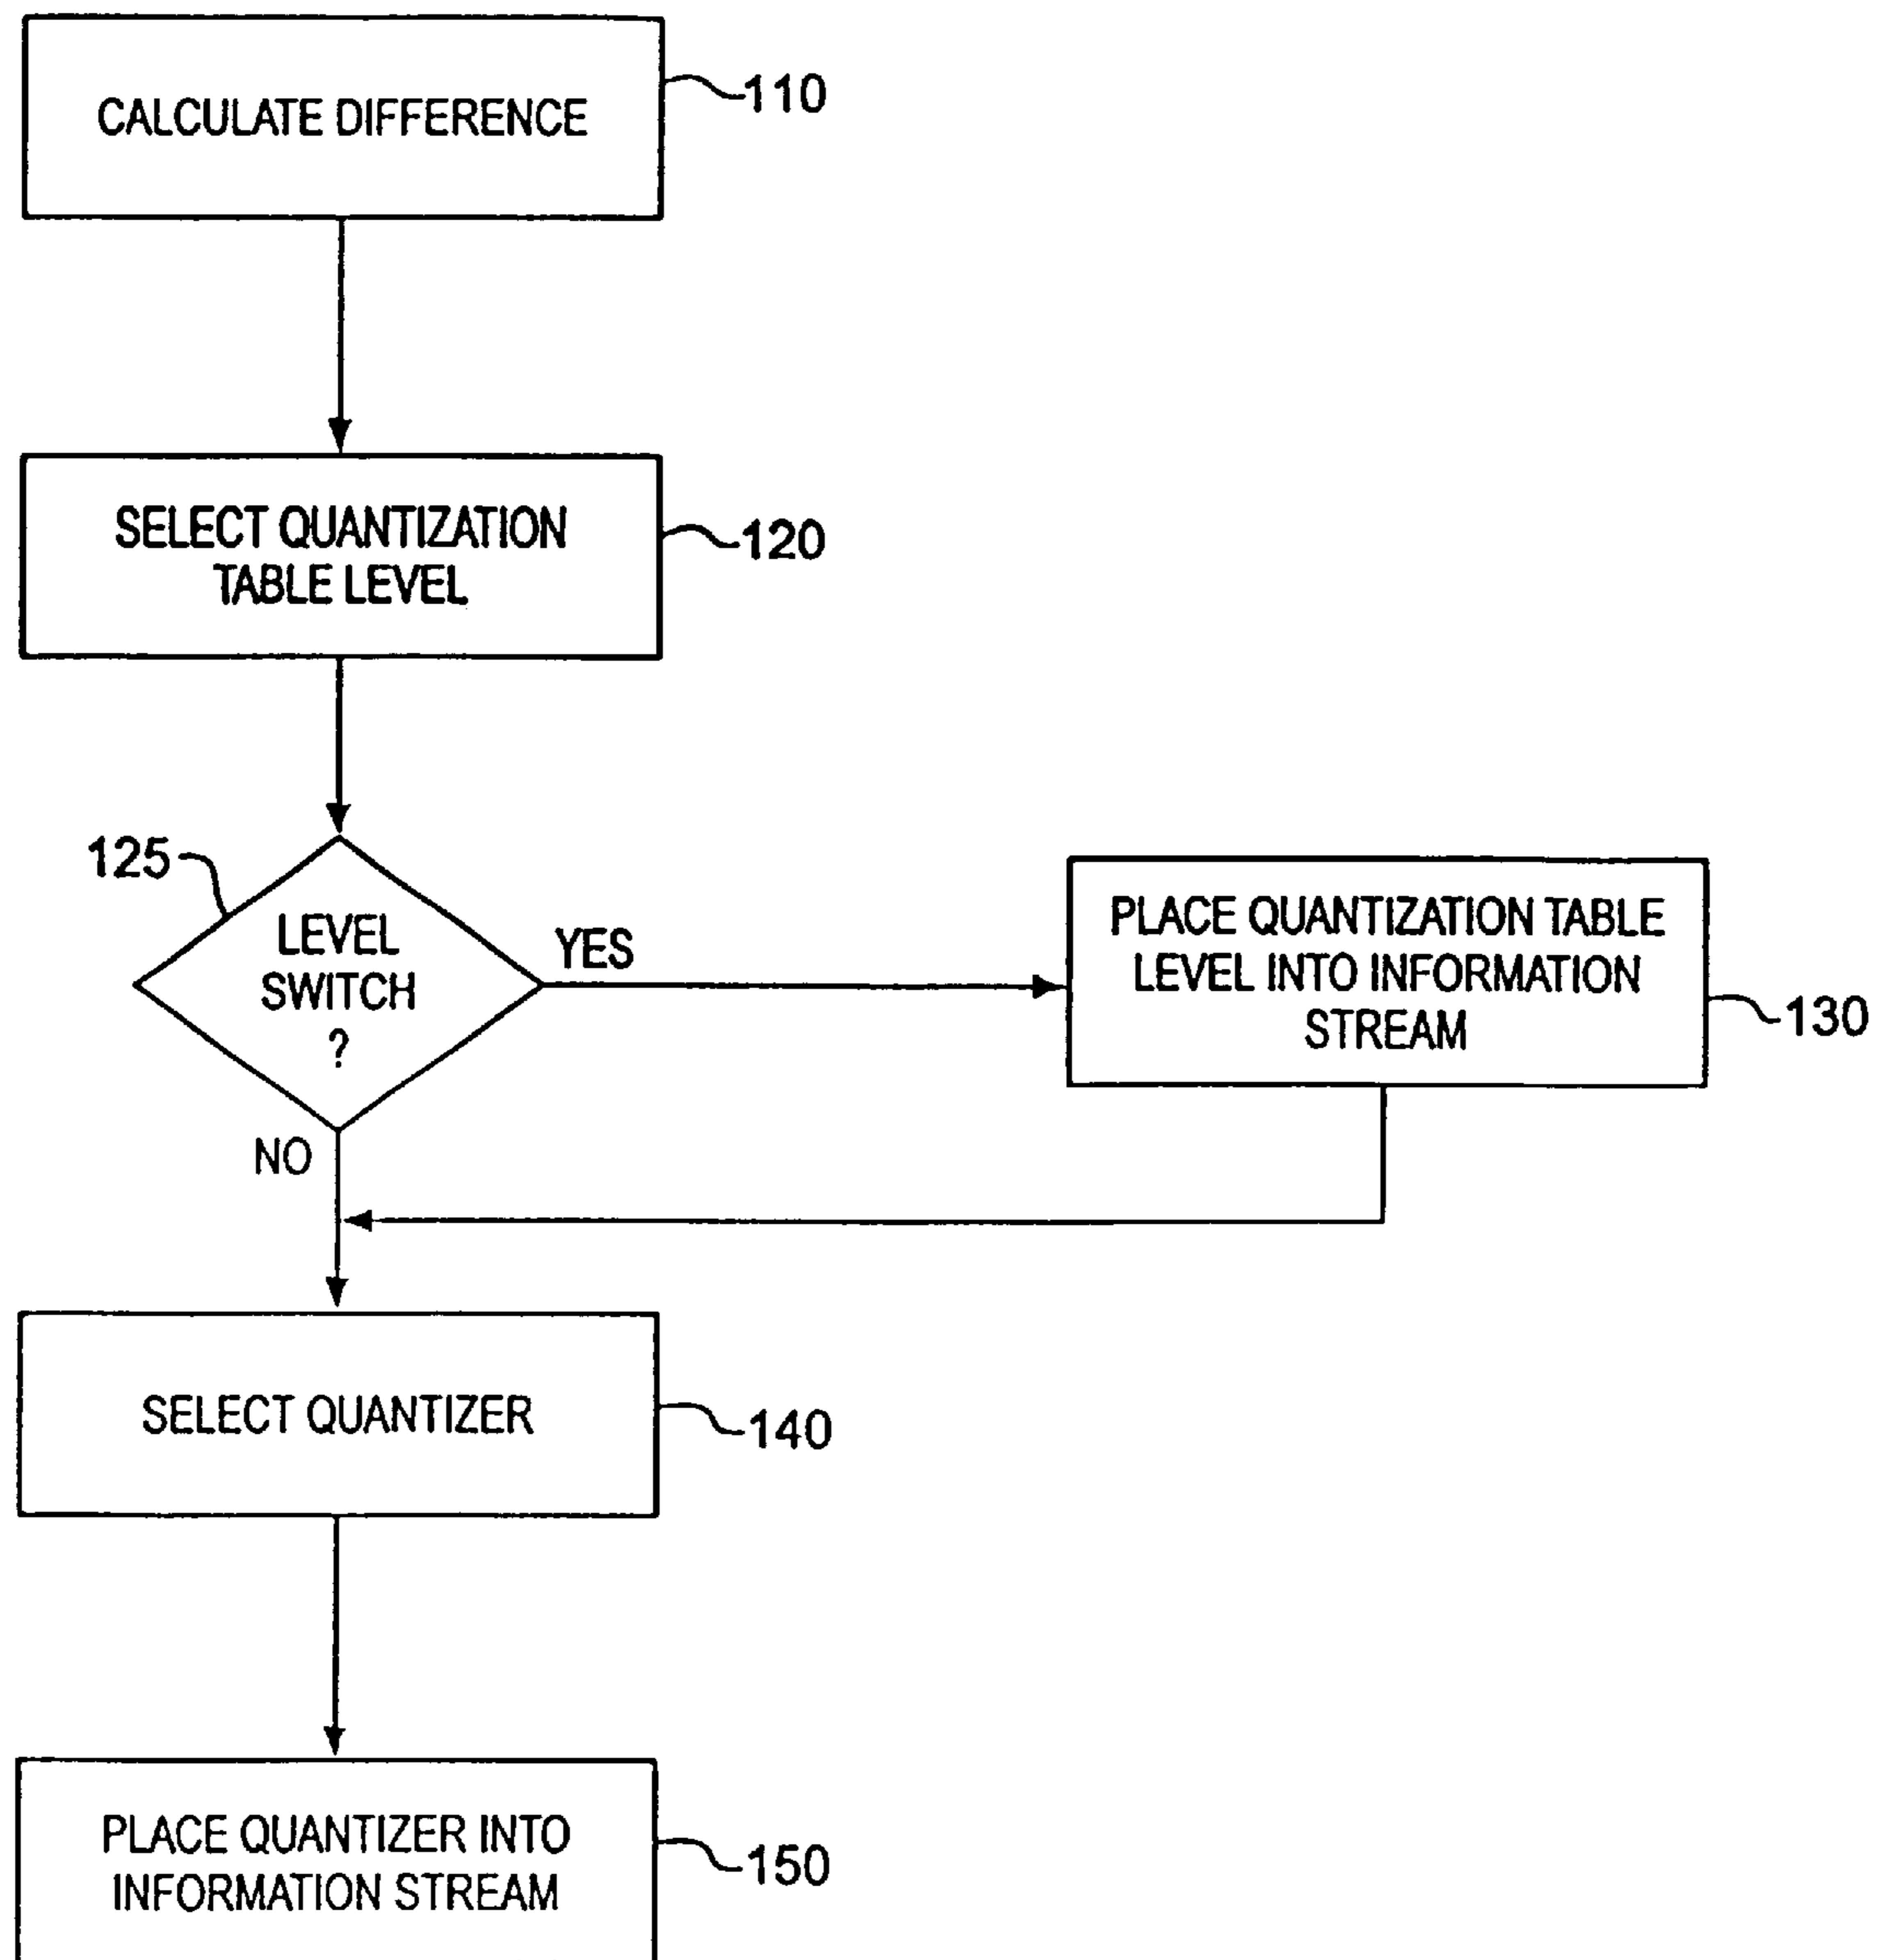 CALCULATE DIFFERENCE
110
SELECT QUANTIZATION
TABLE LEVEL
120
125
LEVEL
SWITCH
?
YES
PLACE QUANTIZATION TABLE
LEVEL INTO INFORMATION
STREAM
130
NO
SELECT QUANTIZER
140
PLACE QUANTIZER INTO
INFORMATION STREAM
150